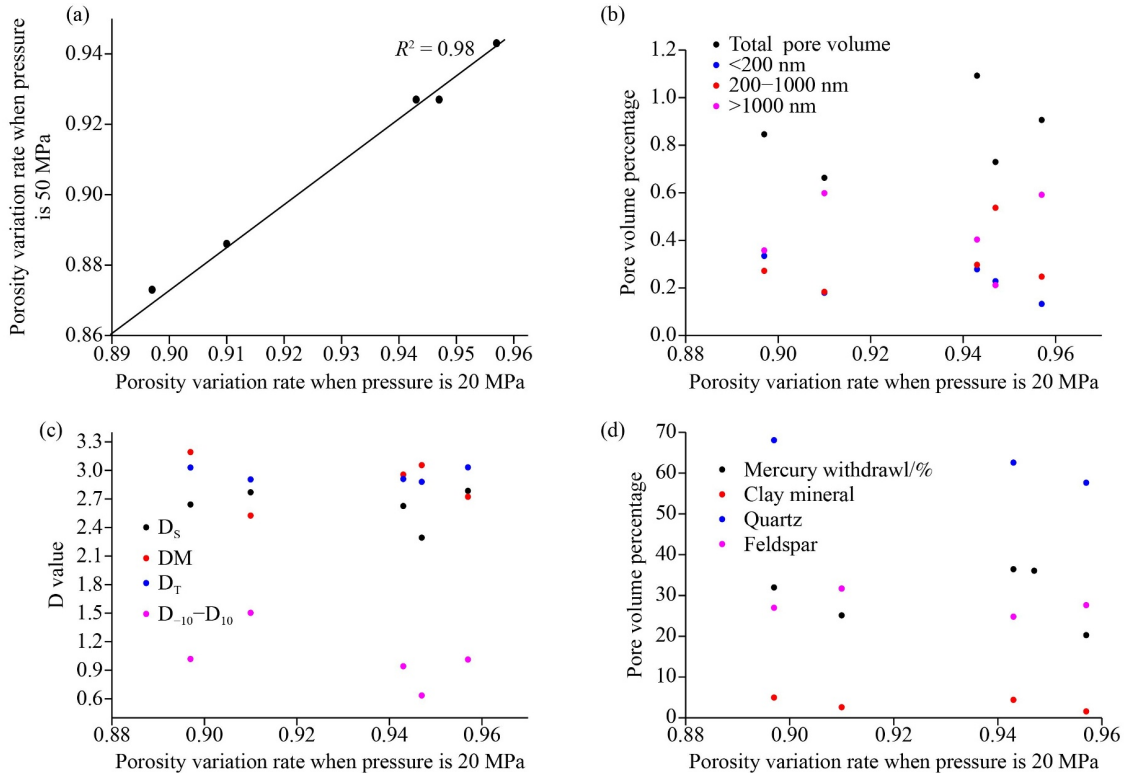 (a)
R² = 0.98
0.94
0.92
0.90
0.88
0.86
0.89
0.90
0.91
0.92
0.93
0.94
0.95
0.96
Porosity variation rate when pressure
is 50 MPa
Porosity variation rate when pressure is 20 MPa
(b)
Total pore volume
<200 nm
200−1000 nm
>1000 nm
1.2
1.0
0.8
0.6
0.4
0.2
0.0
0.88
0.90
0.92
0.94
0.96
Pore volume percentage
Porosity variation rate when pressure is 20 MPa
(c)
3.3
3.0
2.7
2.4
2.1
1.8
1.5
1.2
0.9
0.6
D_S
DM
D_T
D_−10−D_10
0.88
0.90
0.92
0.94
0.96
D value
Porosity variation rate when pressure is 20 MPa
(d)
70
60
50
40
30
20
10
0
Mercury withdrawl/%
Clay mineral
Quartz
Feldspar
0.88
0.90
0.92
0.94
0.96
Pore volume percentage
Porosity variation rate when pressure is 20 MPa